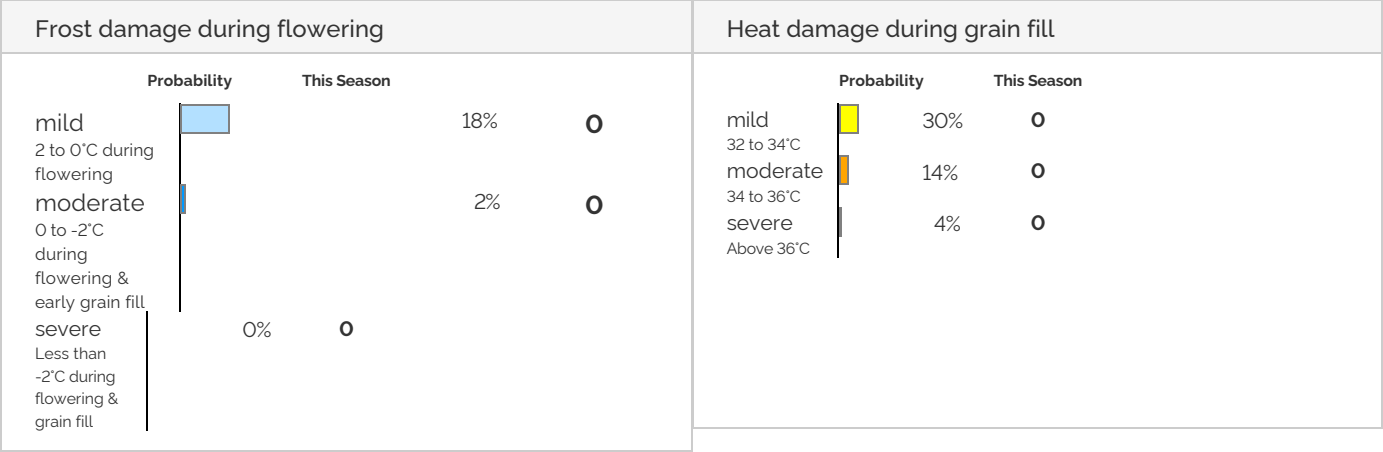 Frost damage during flowering
Probability This Season
mild 18% 0
2 to 0°C during
flowering
moderate 2% 0
0 to -2°C
during
flowering &
early grain fill
severe 0% 0
Less than
-2°C during
flowering &
grain fill
Heat damage during grain fill
Probability This Season
mild 30% 0
32 to 34°C
moderate 14% 0
34 to 36°C
severe 4% 0
Above 36°C